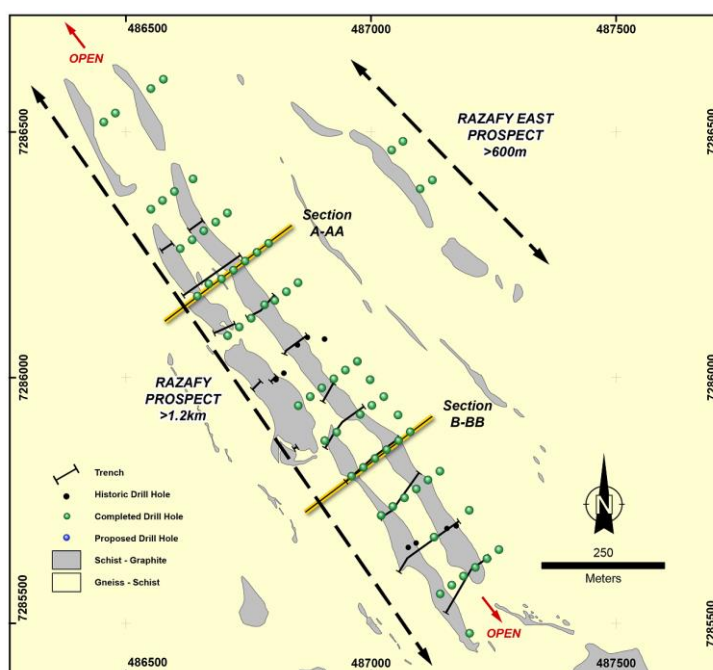 486500
487000
487500
OPEN
7286500
7286500
RAZAFY EAST
PROSPECT
>600m
Section
A-AA
7286000
7286000
RAZAFY
PROSPECT
>1.2km
Section
B-BB
Trench
Historic Drill Hole
Completed Drill Hole
Proposed Drill Hole
Schist - Graphite
Gneiss - Schist
N
250
Meters
7285500
7285500
OPEN
486500
487000
487500